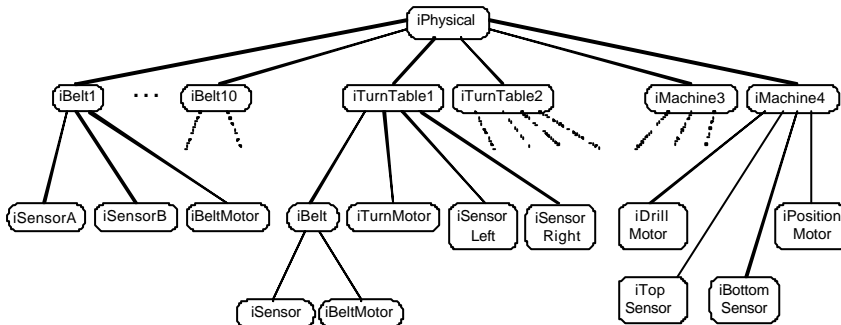 iPhysical
iBelt1
...
iBelt10
iTurnTable1
iTurnTable2
iMachine3
iMachine4
iSensorA
iSensorB
iBeltMotor
iBelt
iTurnMotor
iSensor
Left
iSensor
Right
iDrill
Motor
iPosition
Motor
iTop
Sensor
iBottom
Sensor
iSensor
iBeltMotor